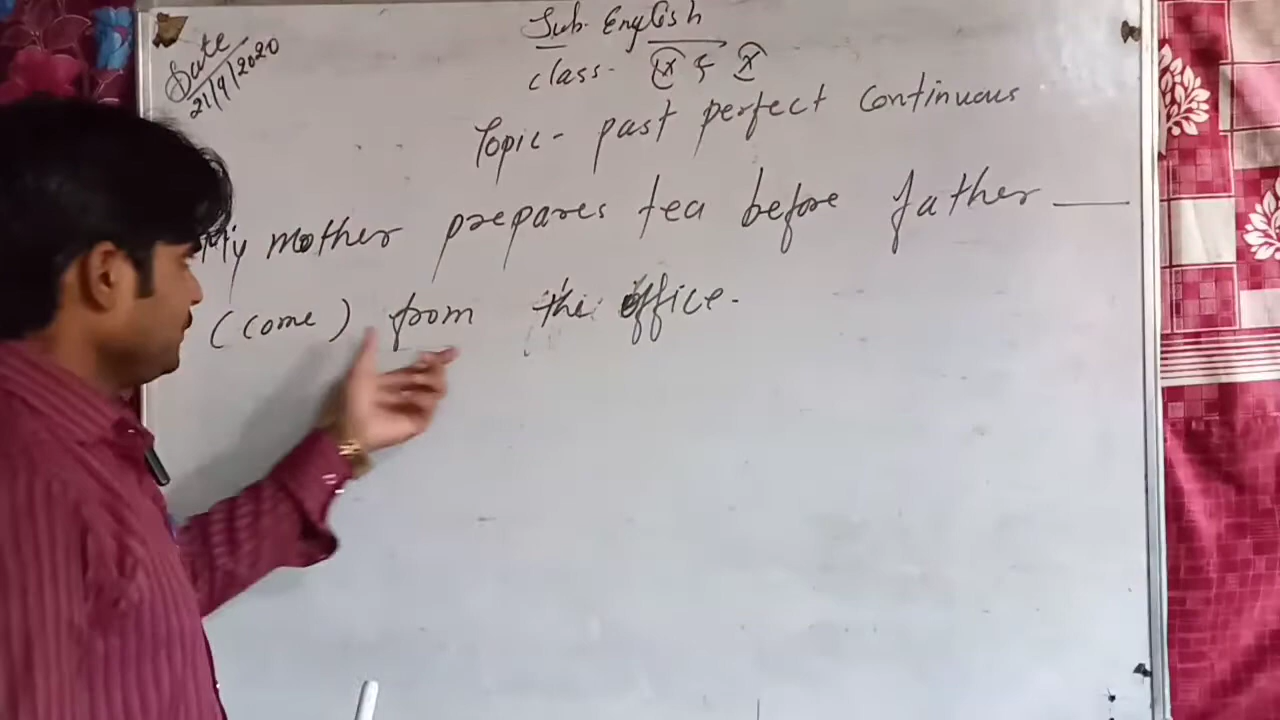 Date
21/9/2020
Sub. English
class-
Topic- past perfect continuous
My mother prepares tea before father ___
(come) from the office.